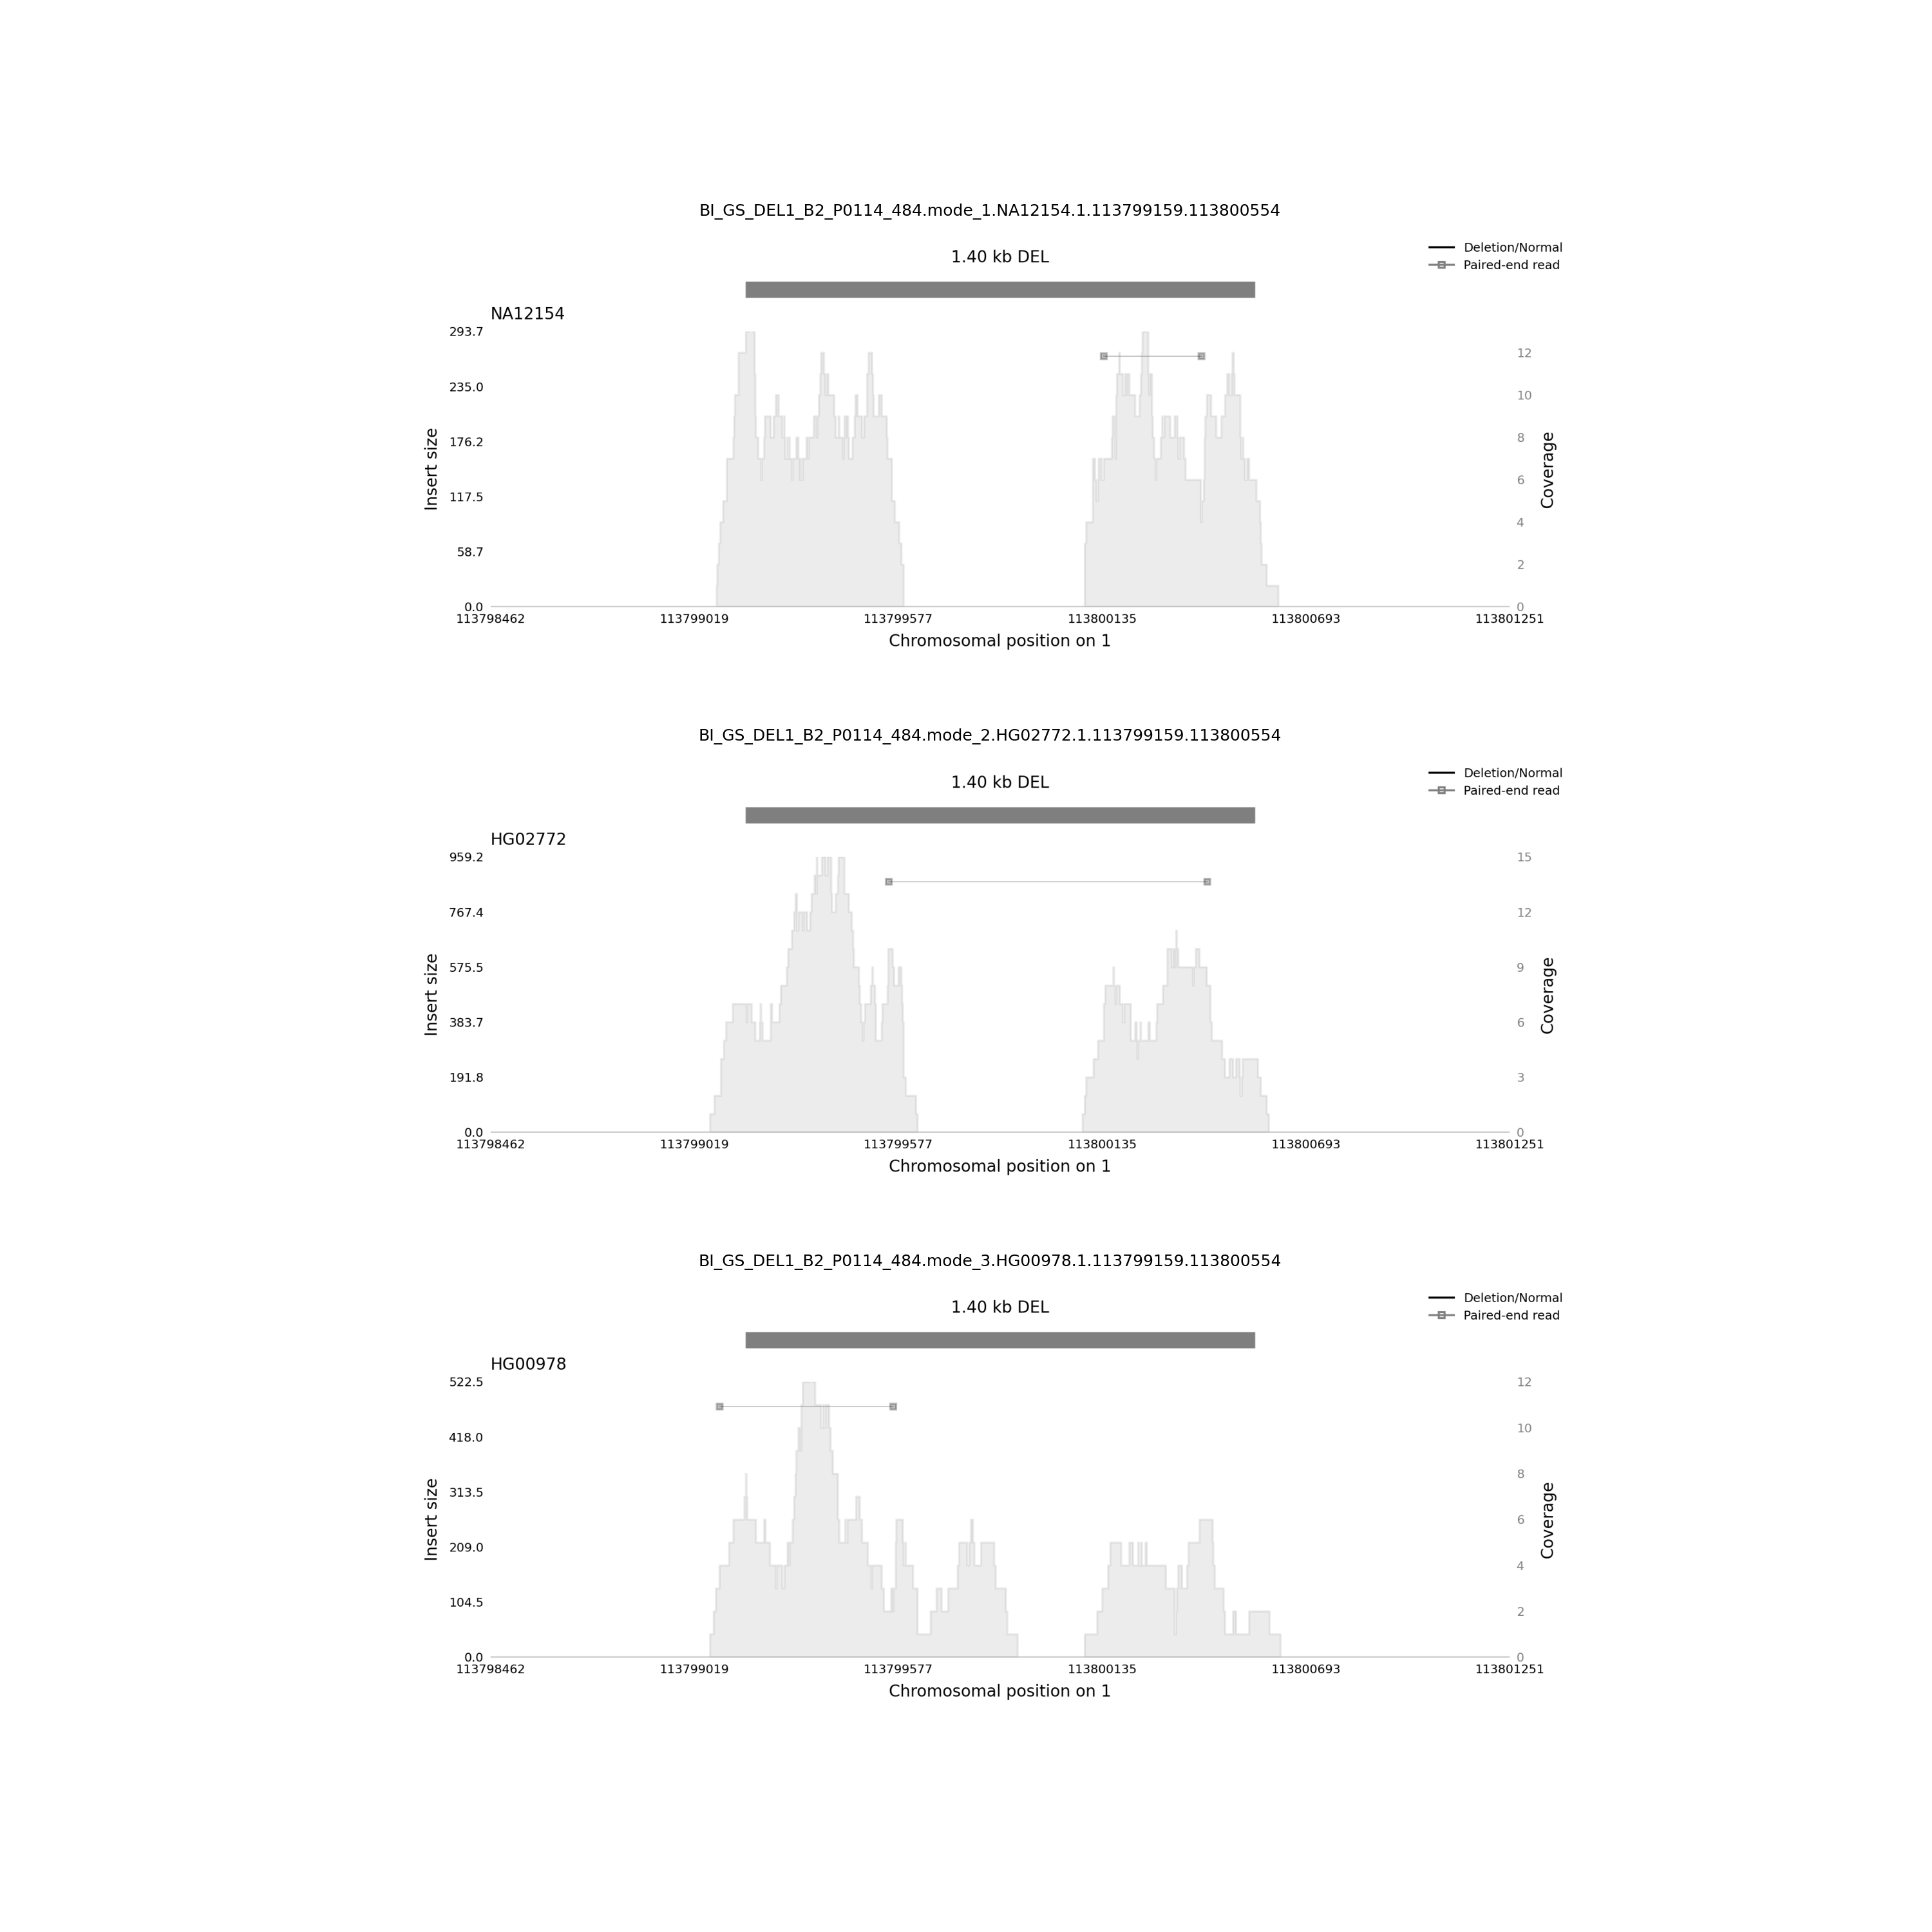 BI_GS_DEL1_B2_P0114_484.mode_1.NA12154.1.113799159.113800554
1.40 kb DEL
Deletion/Normal
Paired-end read
NA12154
293.7
235.0
176.2
117.5
58.7
0.0
Insert size
12
10
8
6
4
2
0
Coverage
113798462 113799019 113799577 113800135 113800693 113801251
Chromosomal position on 1
BI_GS_DEL1_B2_P0114_484.mode_2.HG02772.1.113799159.113800554
1.40 kb DEL
Deletion/Normal
Paired-end read
HG02772
959.2
767.4
575.5
383.7
191.8
0.0
Insert size
15
12
9
6
3
0
Coverage
113798462 113799019 113799577 113800135 113800693 113801251
Chromosomal position on 1
BI_GS_DEL1_B2_P0114_484.mode_3.HG00978.1.113799159.113800554
1.40 kb DEL
Deletion/Normal
Paired-end read
HG00978
522.5
418.0
313.5
209.0
104.5
0.0
Insert size
12
10
8
6
4
2
0
Coverage
113798462 113799019 113799577 113800135 113800693 113801251
Chromosomal position on 1